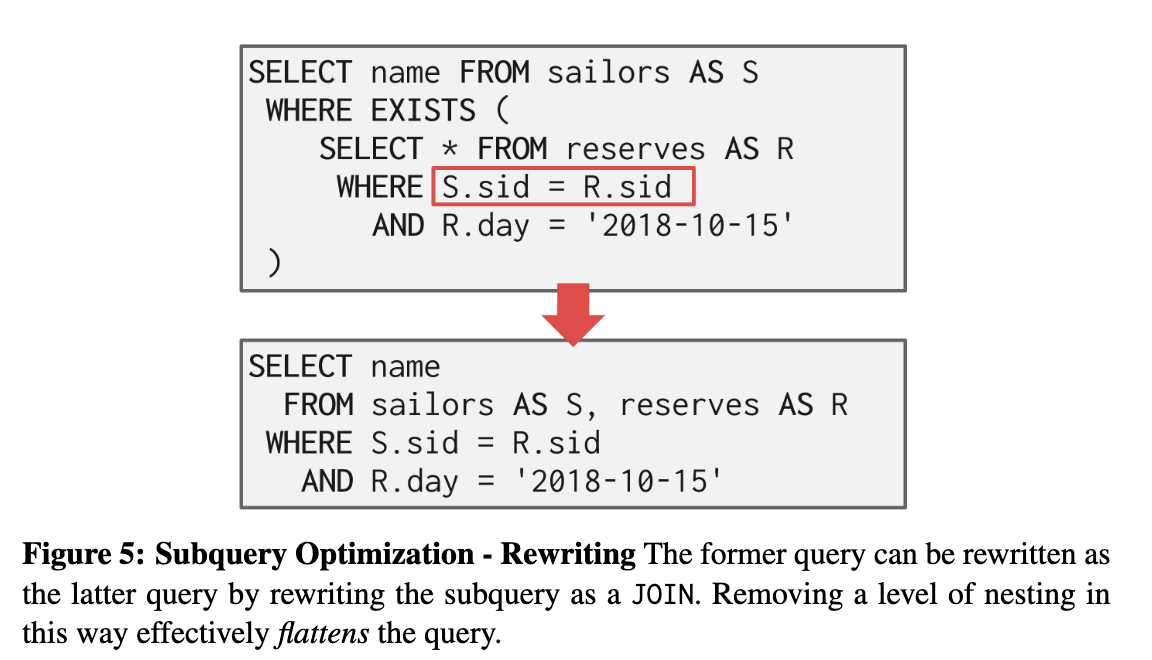 SELECT name FROM sailors AS S
WHERE EXISTS (
SELECT * FROM reserves AS R
WHERE S.sid = R.sid
AND R.day = '2018-10-15'
)
SELECT name
FROM sailors AS S, reserves AS R
WHERE S.sid = R.sid
AND R.day = '2018-10-15'
Figure 5: Subquery Optimization - Rewriting The former query can be rewritten as
the latter query by rewriting the subquery as a JOIN. Removing a level of nesting in
this way effectively flattens the query.